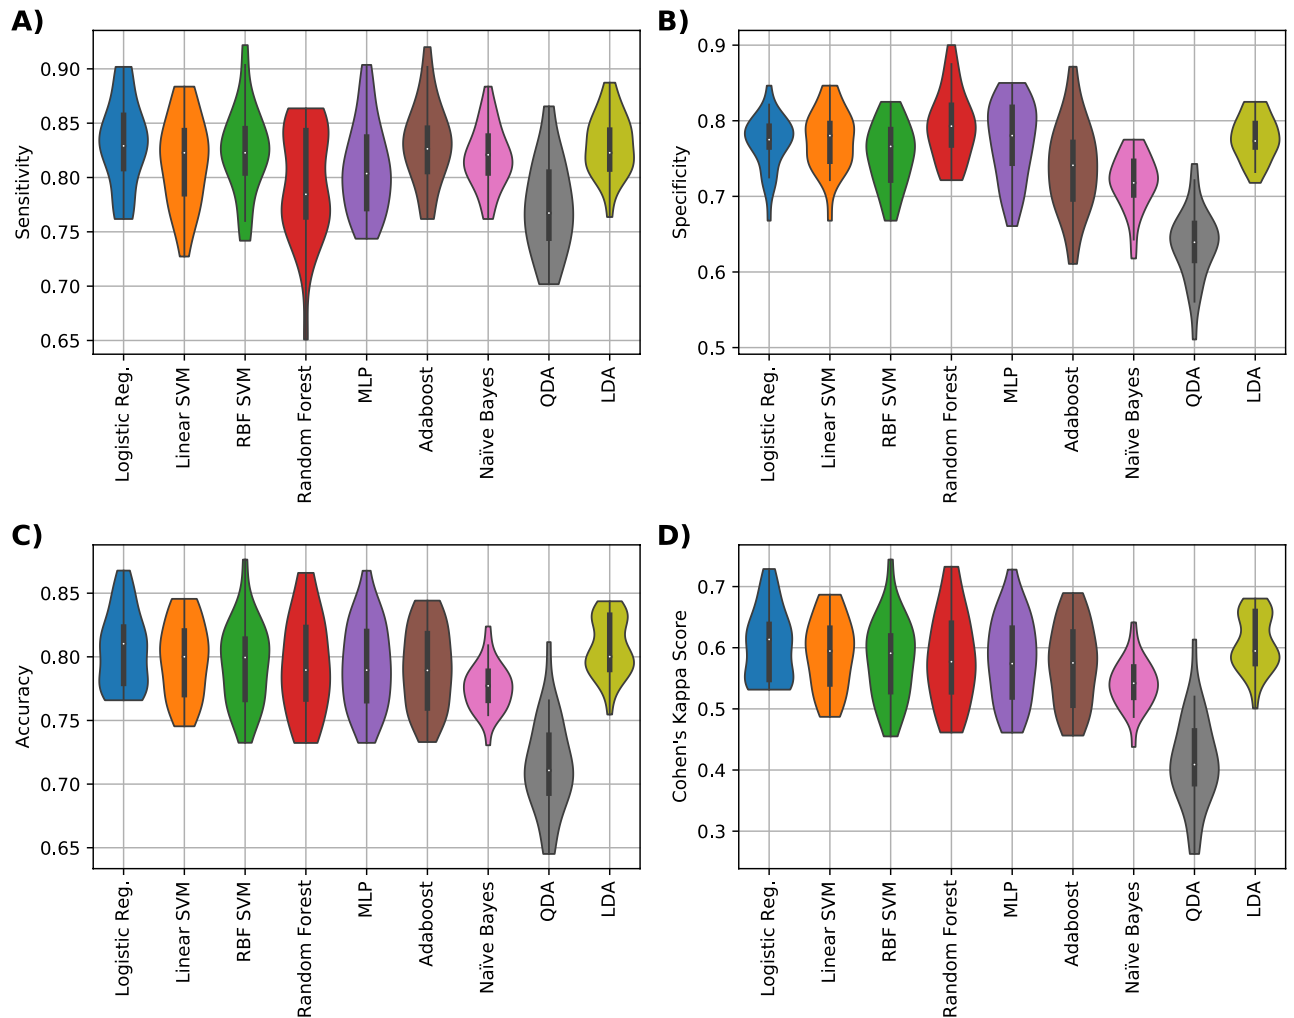 A)
Sensitivity
0.90
0.85
0.80
0.75
0.70
0.65
Logistic Reg.
Linear SVM
RBF SVM
Random Forest
MLP
Adaboost
Naïve Bayes
QDA
LDA
B)
Specificity
0.9
0.8
0.7
0.6
0.5
Logistic Reg.
Linear SVM
RBF SVM
Random Forest
MLP
Adaboost
Naïve Bayes
QDA
LDA
C)
Accuracy
0.85
0.80
0.75
0.70
0.65
Logistic Reg.
Linear SVM
RBF SVM
Random Forest
MLP
Adaboost
Naïve Bayes
QDA
LDA
D)
Cohen's Kappa Score
0.7
0.6
0.5
0.4
0.3
Logistic Reg.
Linear SVM
RBF SVM
Random Forest
MLP
Adaboost
Naïve Bayes
QDA
LDA